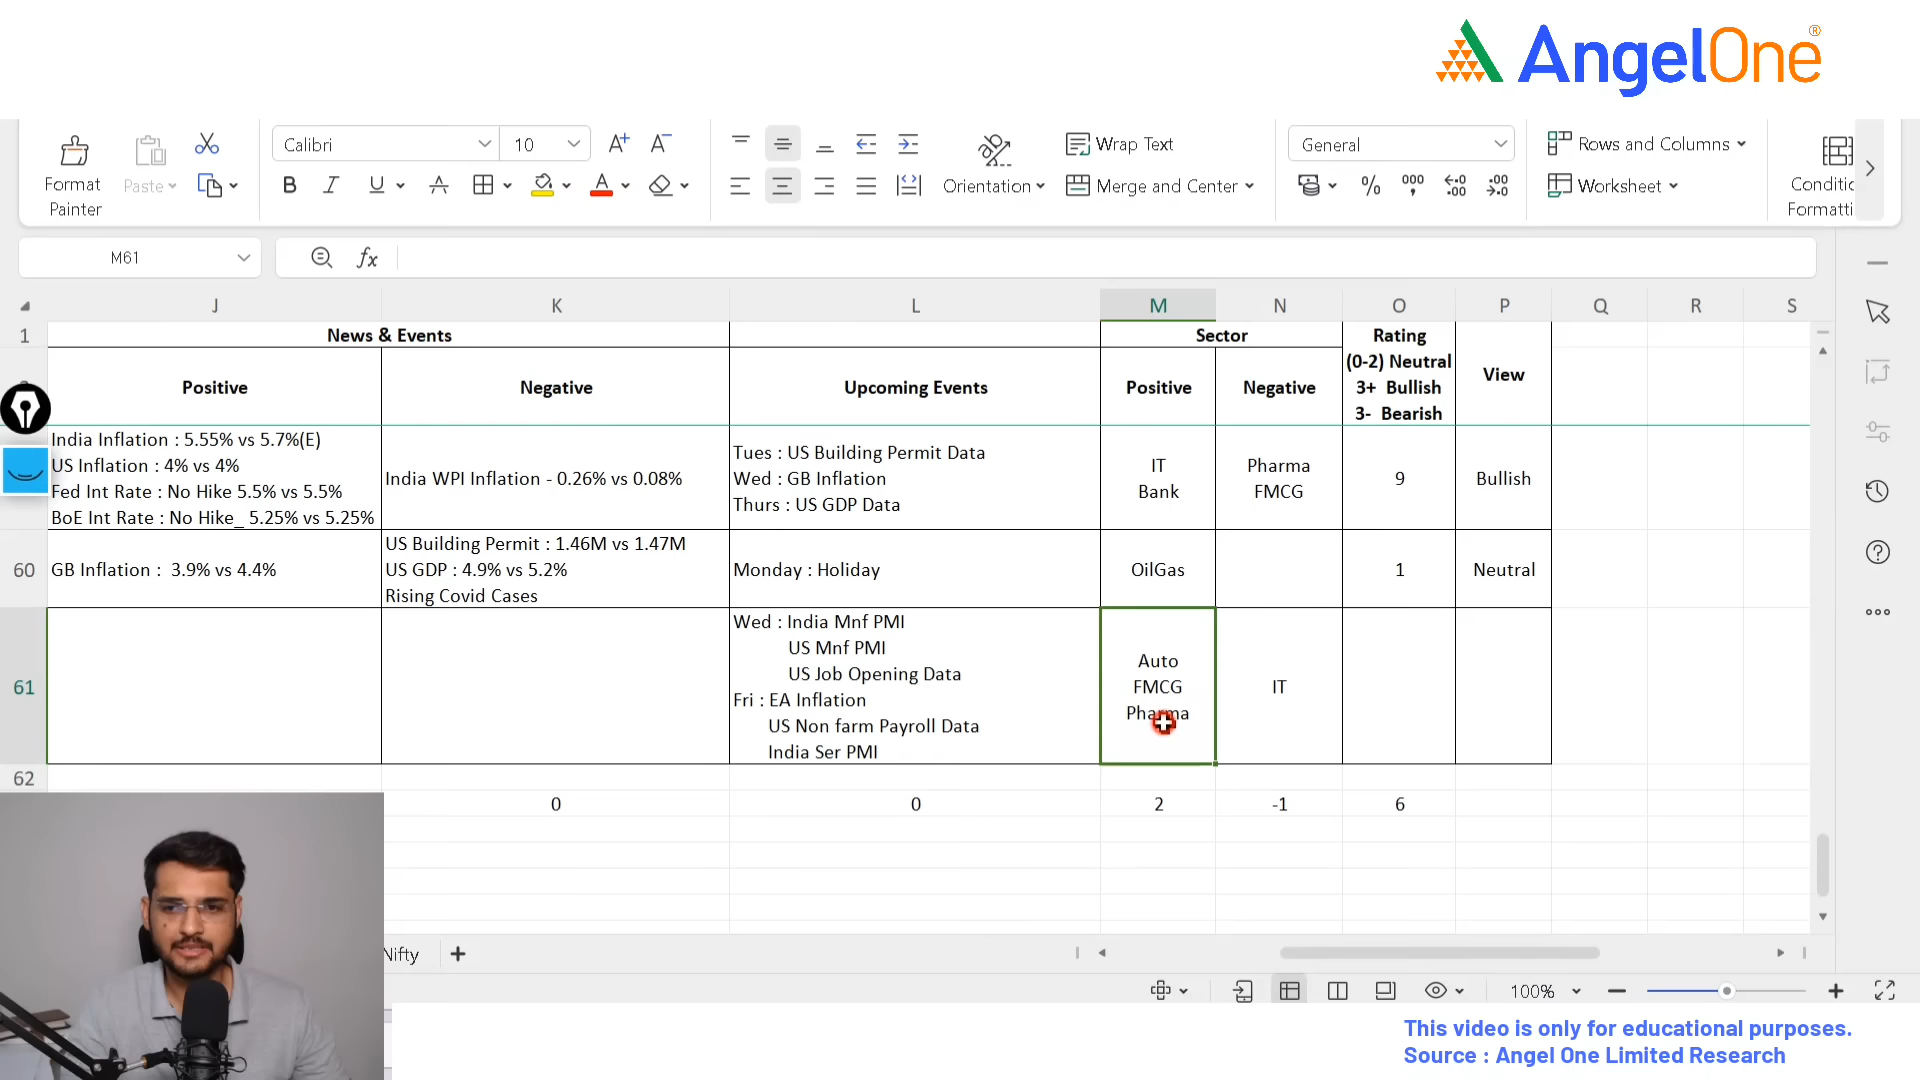 AngelOne®
Format
Painter
Paste
Calibri
10
Wrap Text
Orientation
Merge and Center
General
Rows and Columns
Worksheet
Conditic
Formatti
M61
fx
J K L M N O P Q R S
1
News & Events
Sector
Rating
(0-2) Neutral
3+ Bullish
3- Bearish
View
Positive
Negative
Upcoming Events
Positive
Negative
India Inflation : 5.55% vs 5.7%(E)
US Inflation : 4% vs 4%
Fed Int Rate : No Hike 5.5% vs 5.5%
BoE Int Rate : No Hike_ 5.25% vs 5.25%
India WPI Inflation - 0.26% vs 0.08%
Tues : US Building Permit Data
Wed : GB Inflation
Thurs : US GDP Data
IT
Bank
Pharma
FMCG
9
Bullish
60
GB Inflation : 3.9% vs 4.4%
US Building Permit : 1.46M vs 1.47M
US GDP : 4.9% vs 5.2%
Rising Covid Cases
Monday : Holiday
OilGas
1
Neutral
61
Wed : India Mnf PMI
US Mnf PMI
US Job Opening Data
Fri : EA Inflation
US Non farm Payroll Data
India Ser PMI
Auto
FMCG
Pharma
IT
62
0
0
2
-1
6
Nifty
100%
This video is only for educational purposes.
Source : Angel One Limited Research